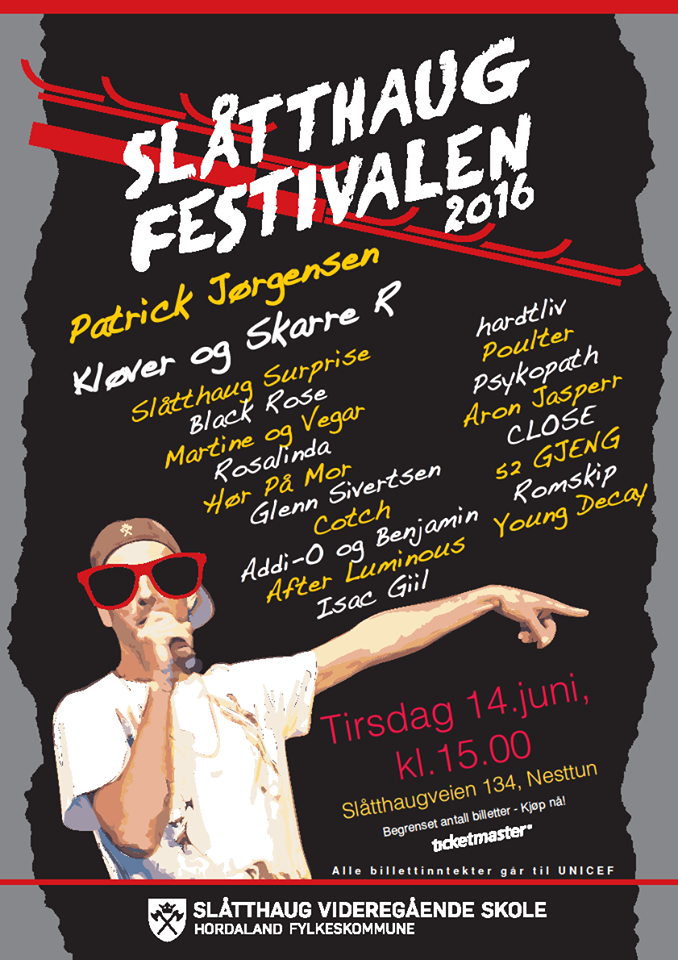 SLÅTTHAUG
FESTIVALEN
2016
Patrick Jørgensen
Kløver og Skarre R
Slåtthaug Surprise
Black Rose
Martine og Vegar
Rosalinda
Hør På Mor
Glenn Sivertsen
Cotch
Addi-O og Benjamin
After Luminous
Isac Giil
hardtliv
Poulter
Psykopath
Aron Jasperr
CLOSE
52 GJENG
Romskip
Young Decay
Tirsdag 14.juni,
kl.15.00
Slåtthaugveien 134, Nesttun
Begrenset antall billetter - Kjøp nå!
ticketmaster®
Alle billettinntekter går til UNICEF
SLÅTTHAUG VIDEREGÅENDE SKOLE
HORDALAND FYLKESKOMMUNE